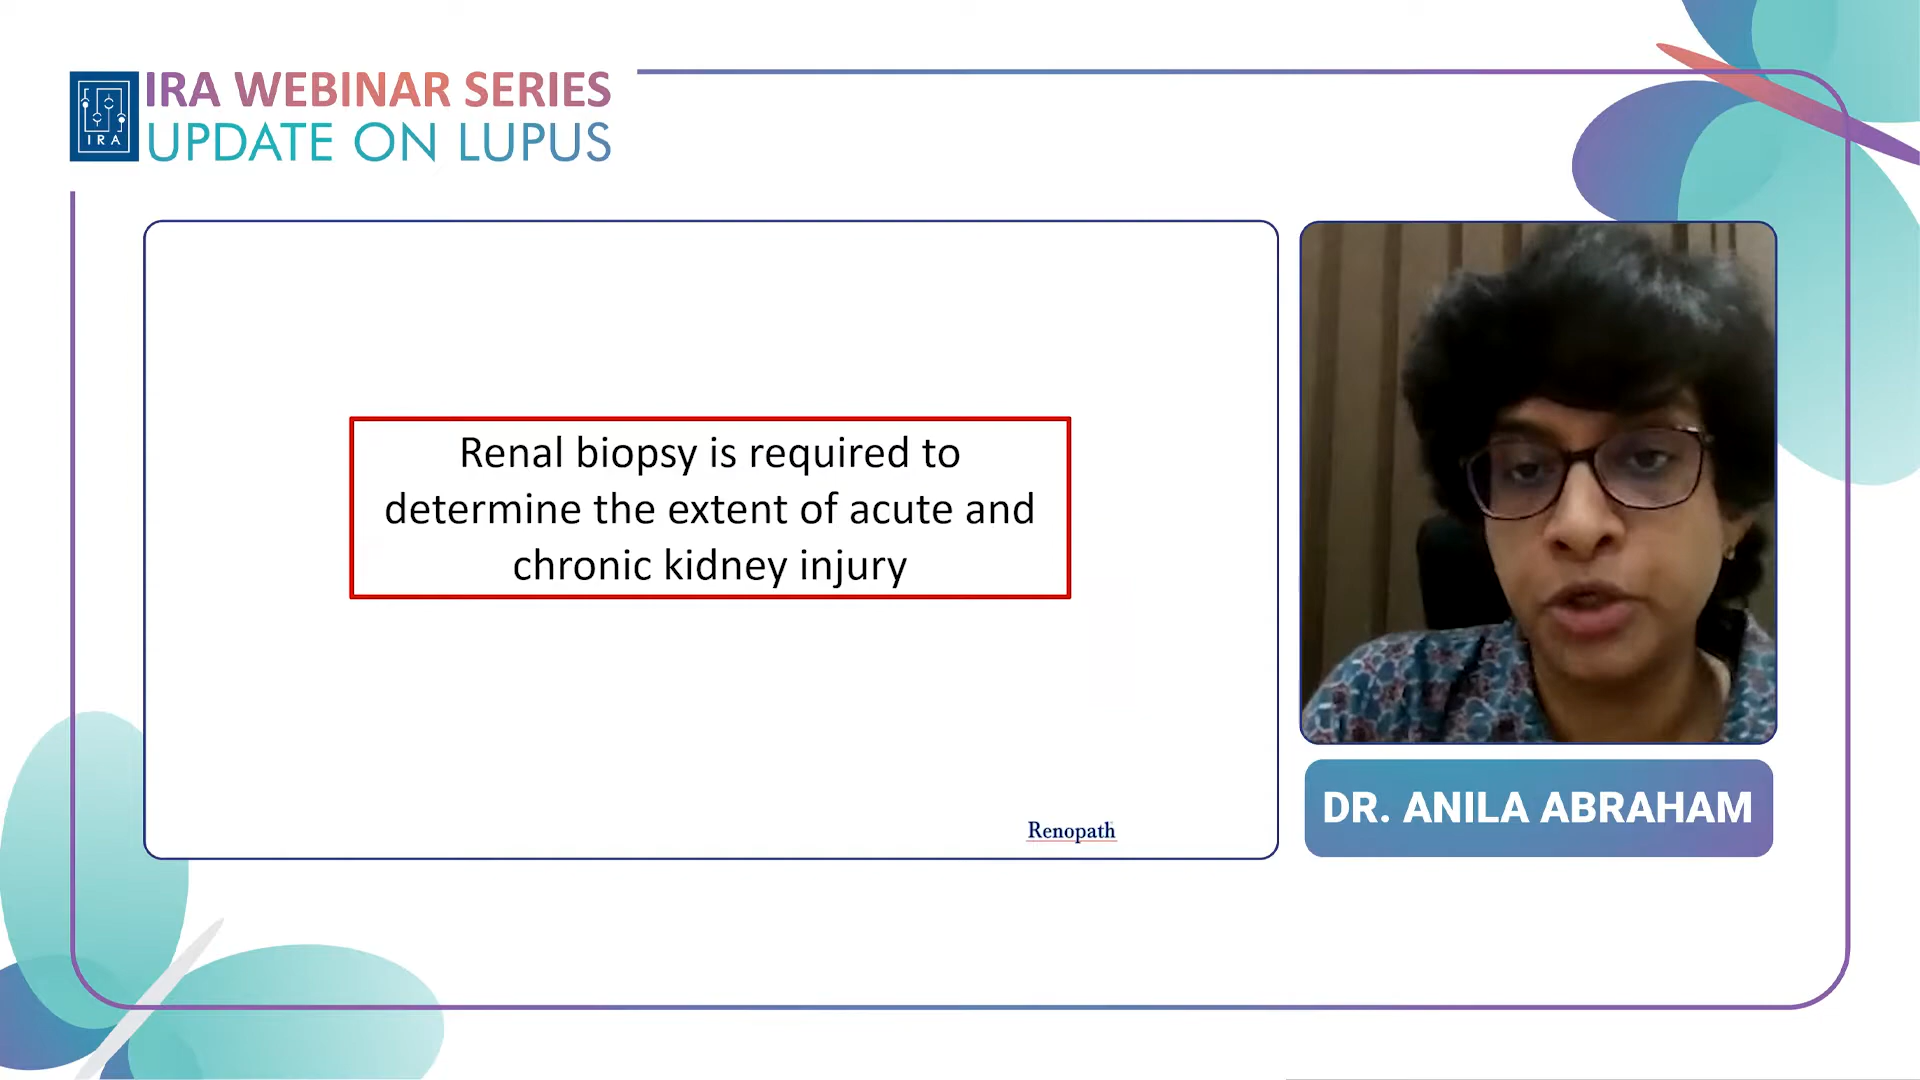 IRA WEBINAR SERIES
UPDATE ON LUPUS
IRA
Renal biopsy is required to
determine the extent of acute and
chronic kidney injury
Renopath
DR. ANILA ABRAHAM